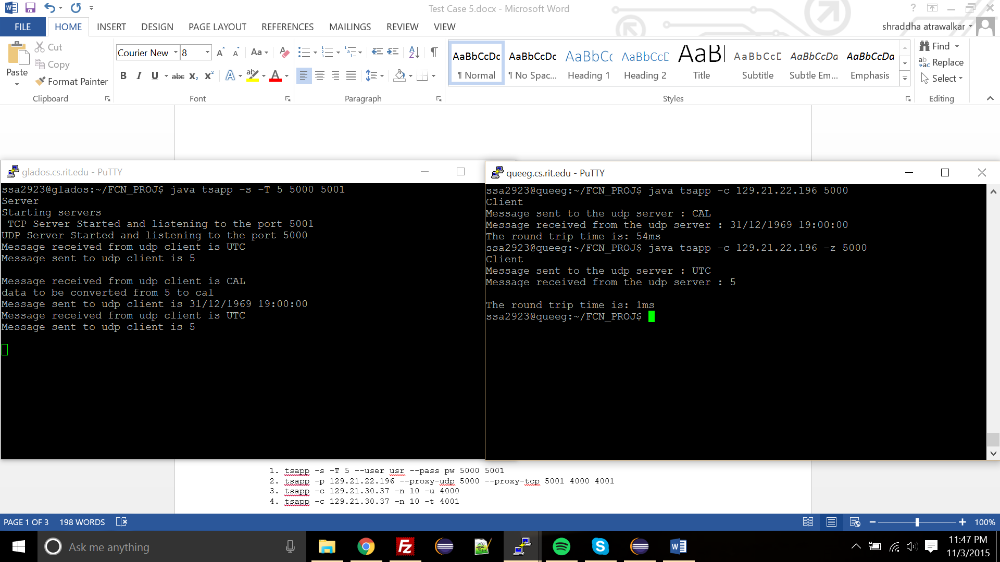 Test Case 5.docx - Microsoft Word
FILE HOME INSERT DESIGN PAGE LAYOUT REFERENCES MAILINGS REVIEW VIEW
shraddha atrawalkar
Paste
Cut
Copy
Format Painter
Clipboard
Courier New 8
Font
Paragraph
AaBbCcDc AaBbCcDc AaBbCc AaBbCcD AaBl AaBbCcD AaBbCcDa AaBbCcDa
¶ Normal ¶ No Spac... Heading 1 Heading 2 Title Subtitle Subtle Em... Emphasis
Styles
Find
Replace
Select
Editing
glados.cs.rit.edu - PuTTY
ssa2923@glados:~/FCN_PROJ$ java tsapp -s -T 5 5000 5001
Server
Starting servers
TCP Server Started and listening to the port 5001
UDP Server Started and listening to the port 5000
Message received from udp client is UTC
Message sent to udp client is 5
Message received from udp client is CAL
data to be converted from 5 to cal
Message sent to udp client is 31/12/1969 19:00:00
Message received from udp client is UTC
Message sent to udp client is 5
queeg.cs.rit.edu - PuTTY
ssa2923@queeg:~/FCN_PROJ$ java tsapp -c 129.21.22.196 5000
Client
Message sent to the udp server : CAL
Message received from the udp server : 31/12/1969 19:00:00
The round trip time is: 54ms
ssa2923@queeg:~/FCN_PROJ$ java tsapp -c 129.21.22.196 -z 5000
Client
Message sent to the udp server : UTC
Message received from the udp server : 5
The round trip time is: 1ms
ssa2923@queeg:~/FCN_PROJ$
1. tsapp -s -T 5 --user usr --pass pw 5000 5001
2. tsapp -p 129.21.22.196 --proxy-udp 5000 --proxy-tcp 5001 4000 4001
3. tsapp -c 129.21.30.37 -n 10 -u 4000
4. tsapp -c 129.21.30.37 -n 10 -t 4001
PAGE 1 OF 3 198 WORDS
100%
Ask me anything
11:47 PM
11/3/2015